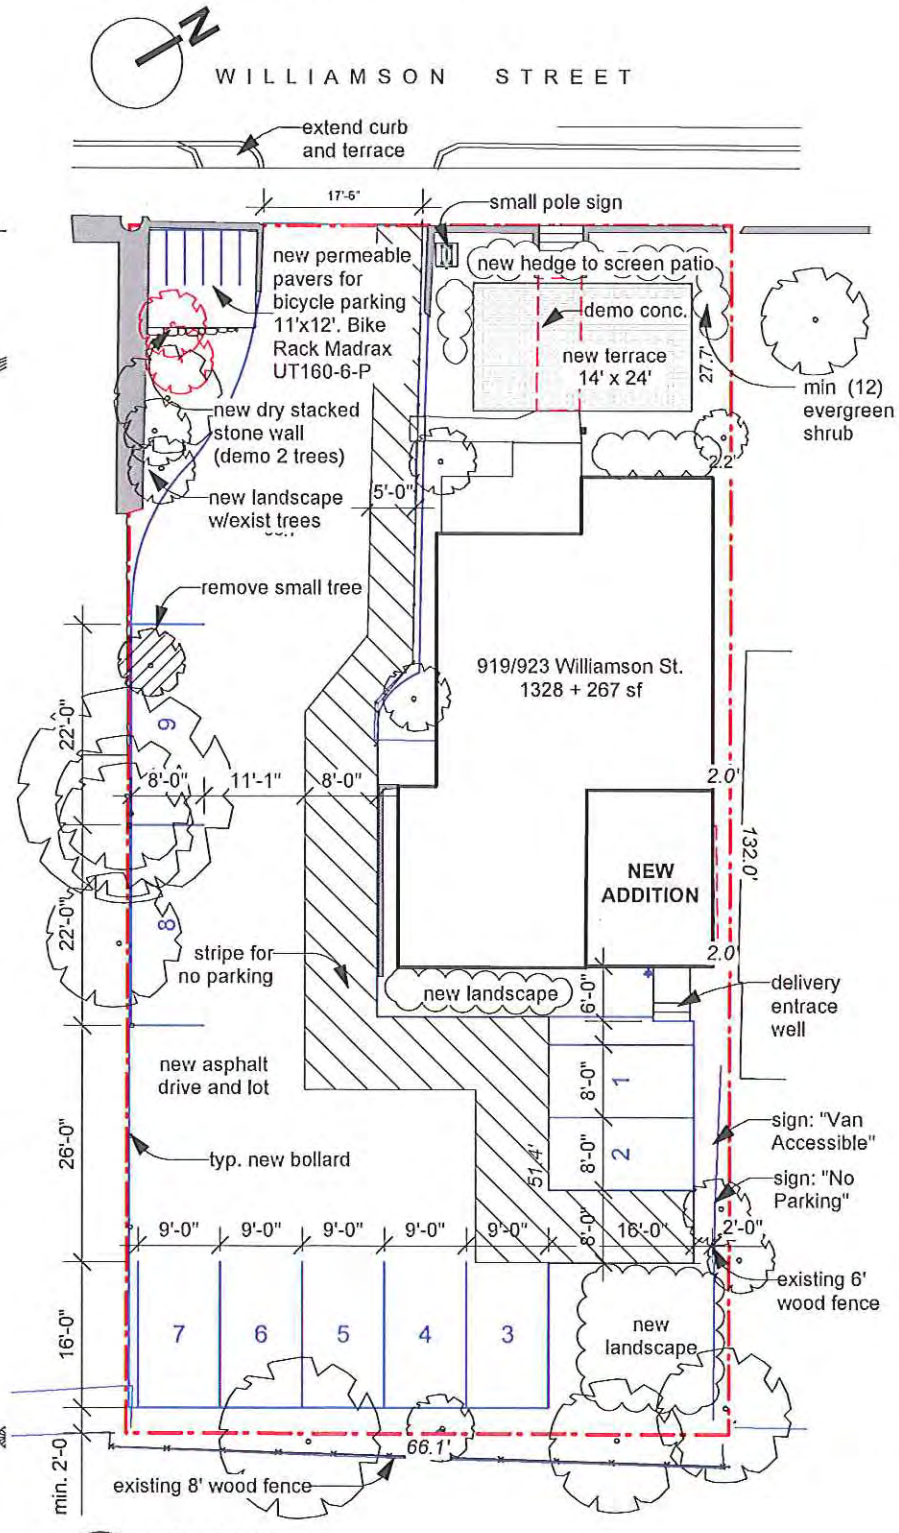 N
WILLIAMSON STREET
extend curb
and terrace
17'-6"
small pole sign
new permeable
pavers for
bicycle parking
11'x12'. Bike
Rack Madrax
UT160-6-P
new hedge to screen patio
demo conc.
new terrace
14' x 24'
27.7'
min (12)
evergreen
shrub
new dry stacked
stone wall
(demo 2 trees)
2.2'
5'-0"
new landscape
w/exist trees
remove small tree
919/923 Williamson St.
1328 + 267 sf
22'-0"
9
8'-0"
11'-1"
8'-0"
2.0'
132.0'
NEW
ADDITION
22'-0"
8
stripe for
no parking
2.0'
new landscape
6'-0"
delivery
entrace
well
new asphalt
drive and lot
8'-0"
1
26'-0"
typ. new bollard
51.4'
8'-0"
2
sign: "Van
Accessible"
sign: "No
Parking"
9'-0"
9'-0"
9'-0"
9'-0"
9'-0"
8'-0"
16'-0"
2'-0"
existing 6'
wood fence
16'-0"
7
6
5
4
3
new
landscape
min. 2'-0
66.1'
existing 8' wood fence